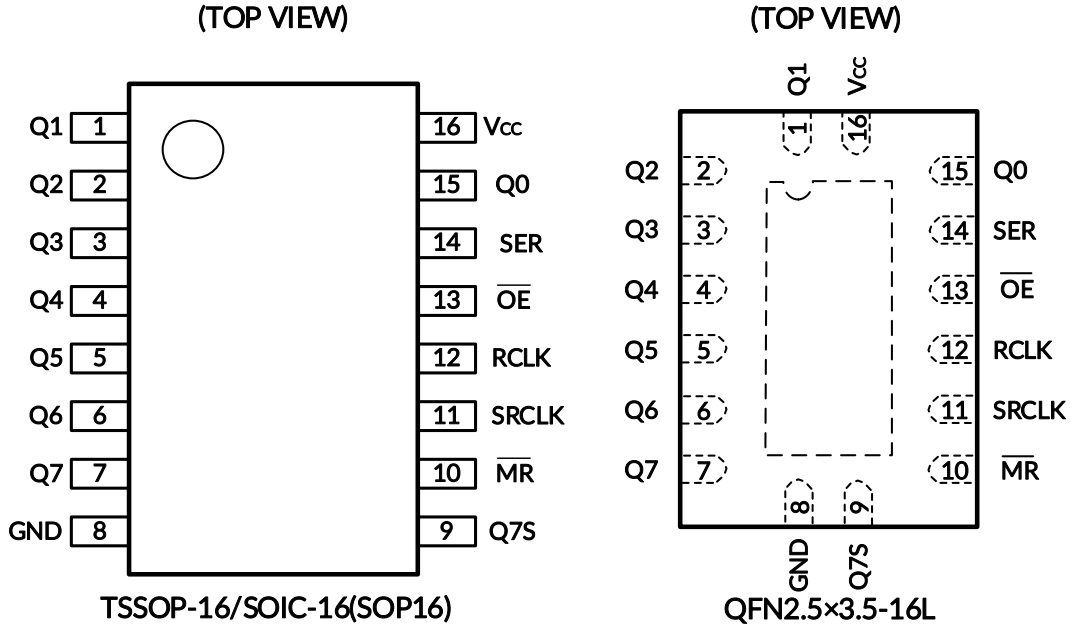 (TOP VIEW)
Q1 1 16 Vcc
Q2 2 15 Q0
Q3 3 14 SER
Q4 4 13 OE
Q5 5 12 RCLK
Q6 6 11 SRCLK
Q7 7 10 MR
GND 8 9 Q7S
TSSOP-16/SOIC-16(SOP16)
(TOP VIEW)
Q1 Vcc
1 16
Q2 2 15 Q0
Q3 3 14 SER
Q4 4 13 OE
Q5 5 12 RCLK
Q6 6 11 SRCLK
Q7 7 10 MR
8 9
GND Q7S
QFN2.5×3.5-16L